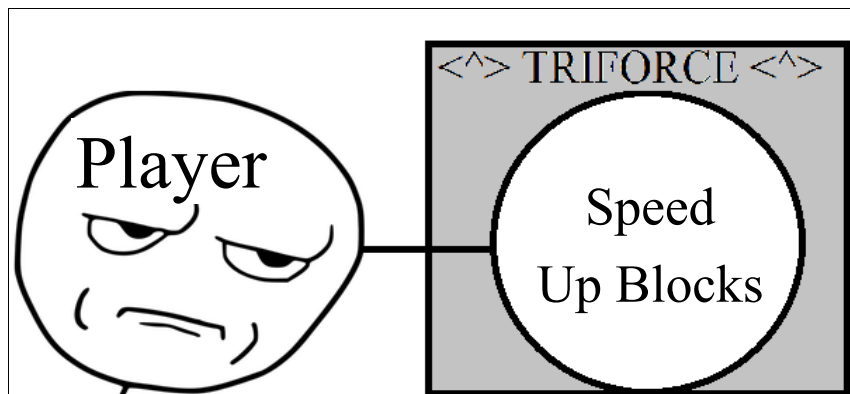 <^> TRIFORCE <^>
Player
Speed
Up Blocks